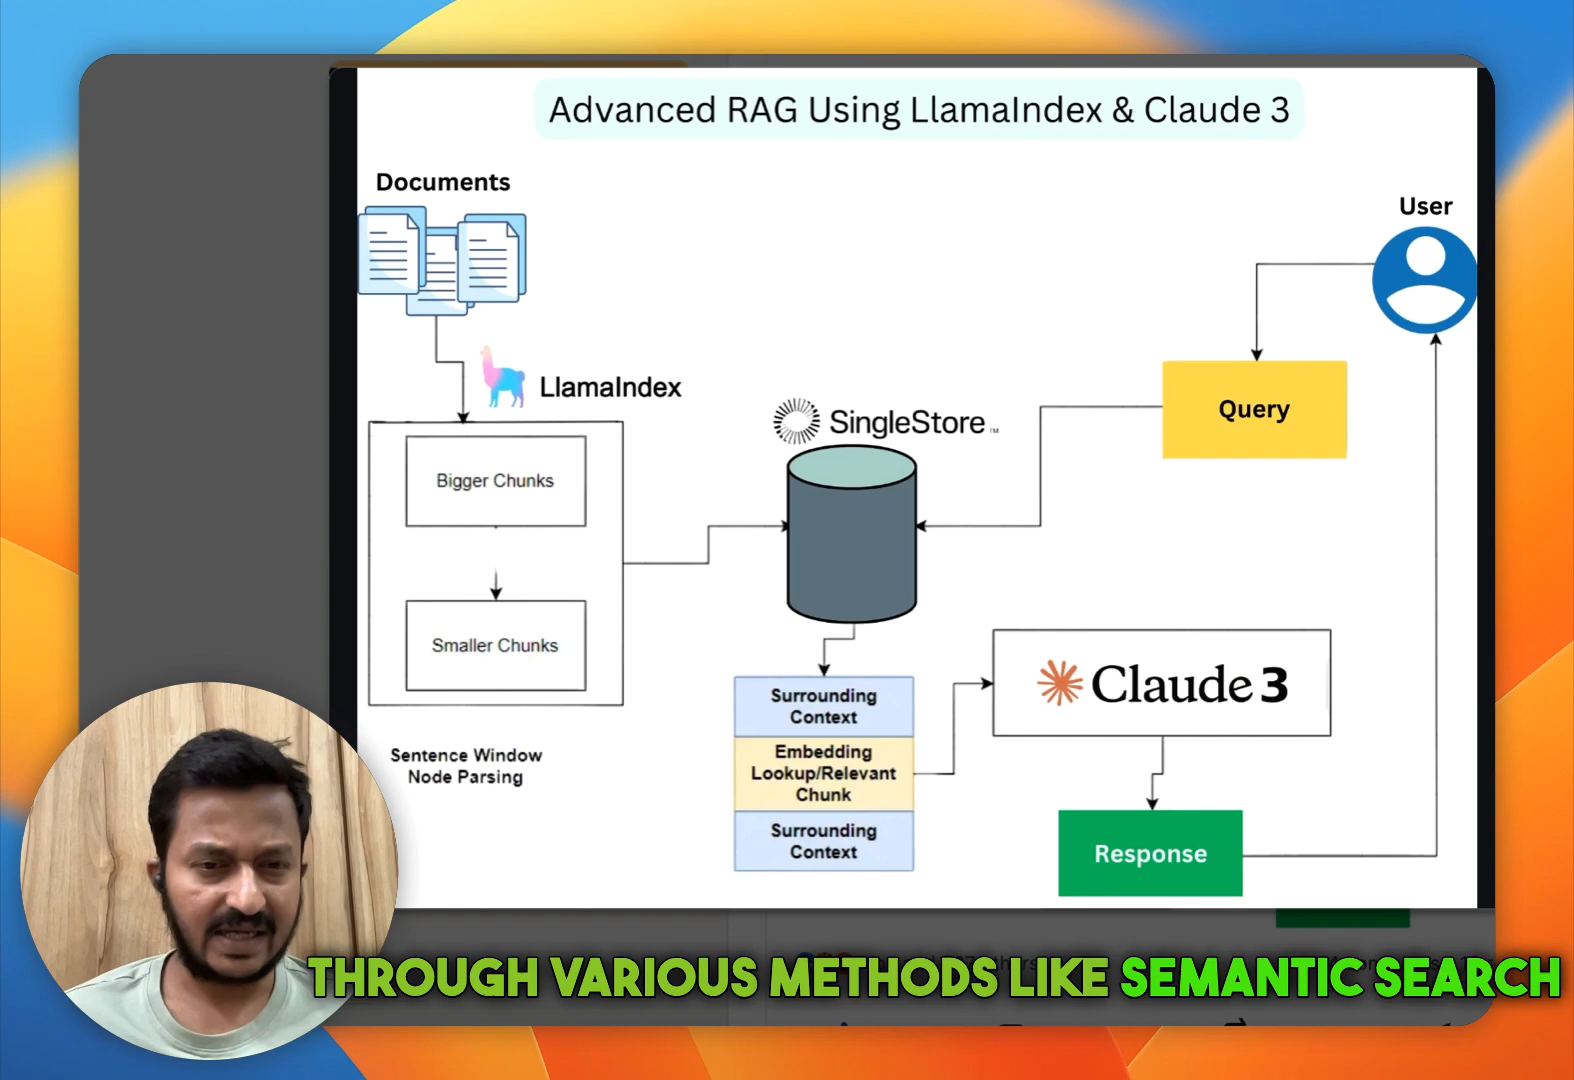 Advanced RAG Using LlamaIndex & Claude 3
Documents
User
LlamaIndex
SingleStore™
Query
Bigger Chunks
Smaller Chunks
Sentence Window
Node Parsing
Surrounding
Context
Embedding
Lookup/Relevant
Chunk
Surrounding
Context
Claude 3
Response
THROUGH VARIOUS METHODS LIKE SEMANTIC SEARCH